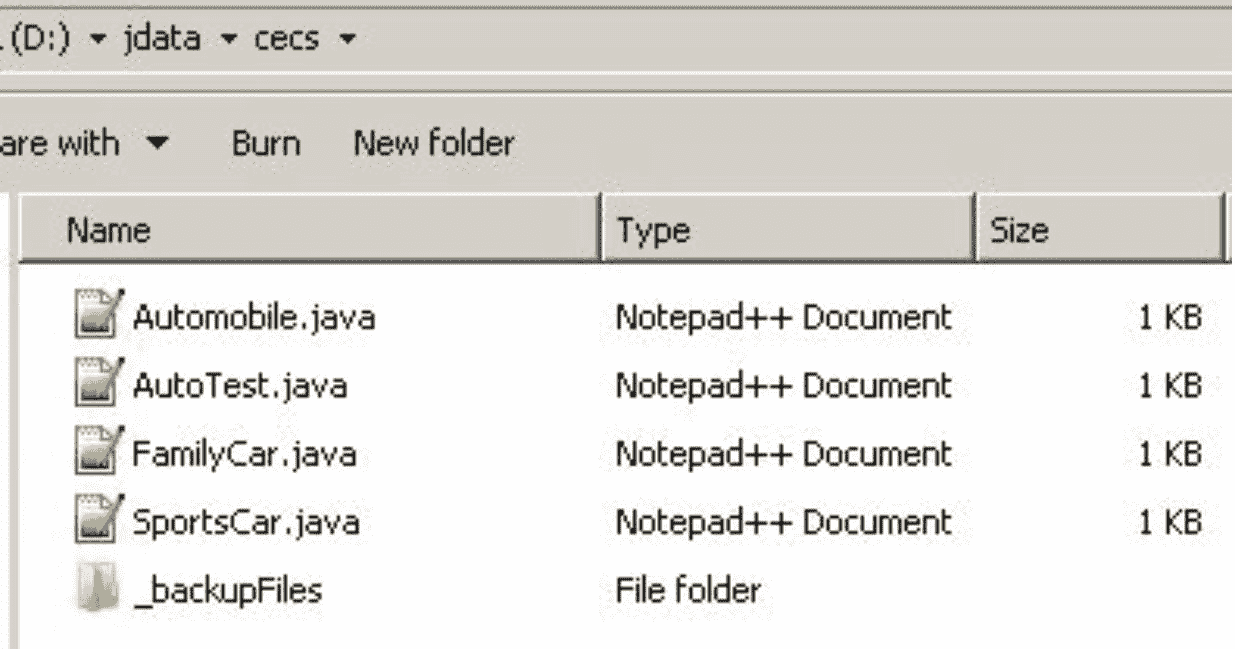 . (D:) jdata cecs
are with Burn New folder
Name Type Size
Automobile.java Notepad++ Document 1 KB
AutoTest.java Notepad++ Document 1 KB
FamilyCar.java Notepad++ Document 1 KB
SportsCar.java Notepad++ Document 1 KB
_backupFiles File folder